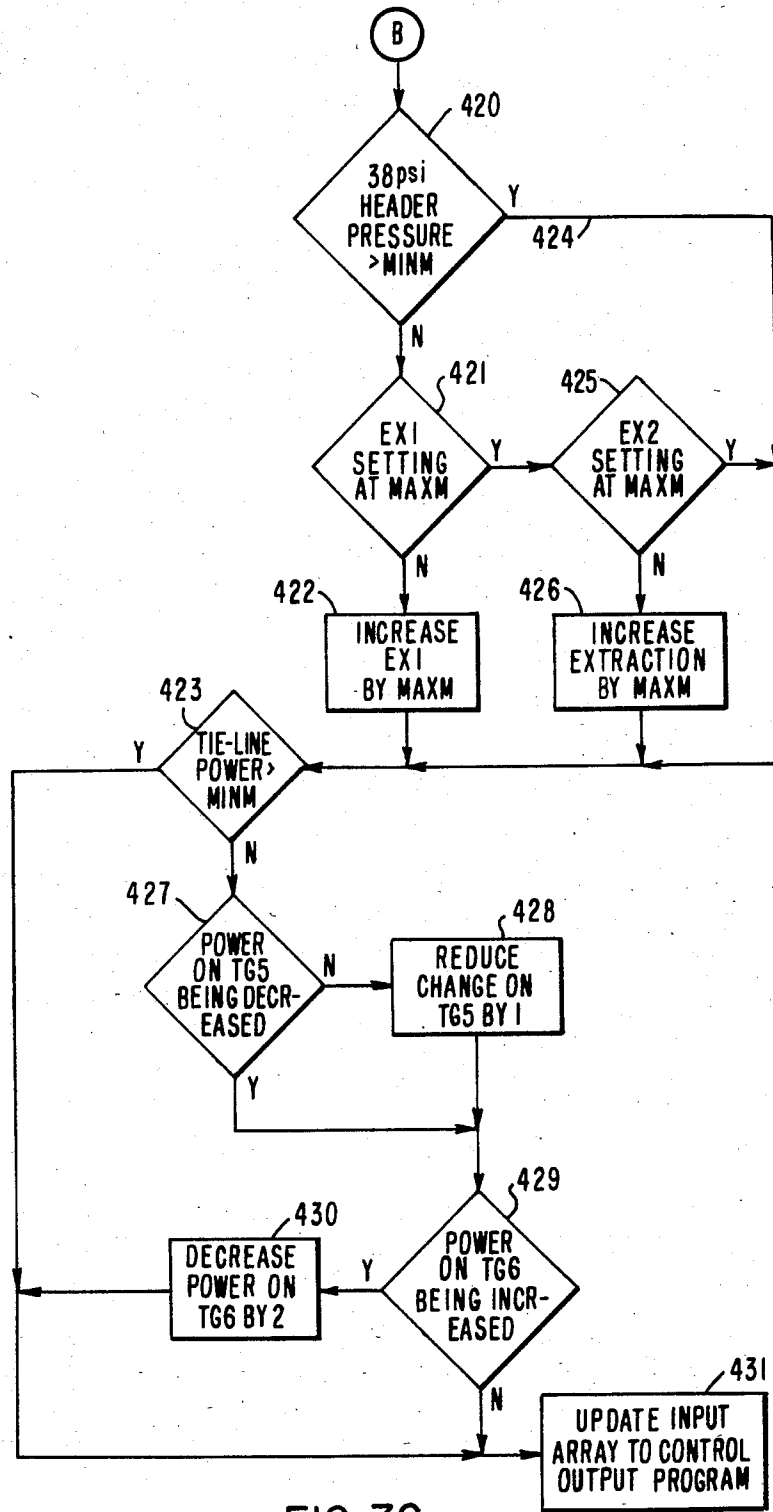 B
420
38psi
HEADER
PRESSURE
>MINM
Y
424
N
421
EX1
SETTING
AT MAXM
Y
425
EX2
SETTING
AT MAXM
Y
N
N
422
INCREASE
EX1
BY MAXM
426
INCREASE
EXTRACTION
BY MAXM
423
TIE-LINE
POWER>
MINM
Y
N
427
POWER
ON TG5
BEING DECR-
EASED
N
428
REDUCE
CHANGE ON
TG5 BY 1
Y
429
POWER
ON TG6
BEING INCR-
EASED
Y
430
DECREASE
POWER ON
TG6 BY 2
N
431
UPDATE INPUT
ARRAY TO CONTROL
OUTPUT PROGRAM